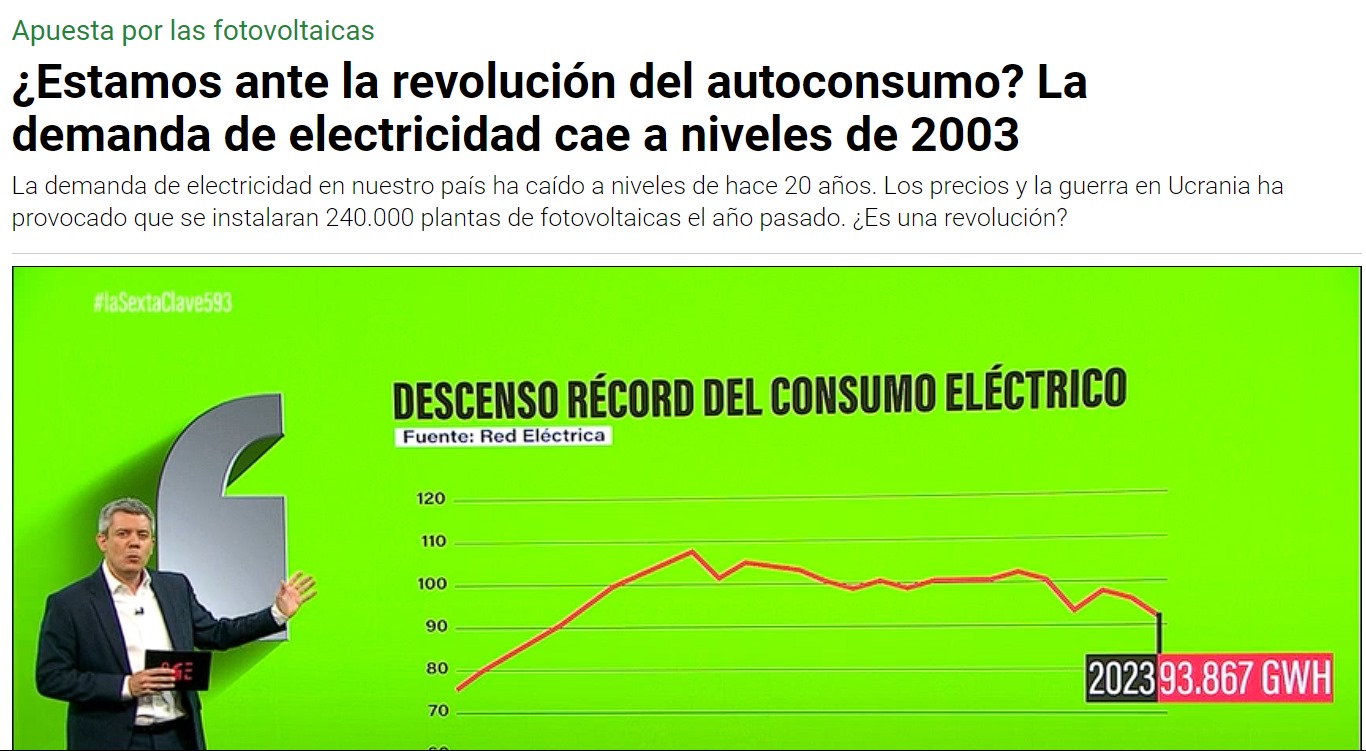 Apuesta por las fotovoltaicas
¿Estamos ante la revolución del autoconsumo? La
demanda de electricidad cae a niveles de 2003
La demanda de electricidad en nuestro país ha caído a niveles de hace 20 años. Los precios y la guerra en Ucrania ha
provocado que se instalaran 240.000 plantas de fotovoltaicas el año pasado. ¿Es una revolución?
#laSextaClave593
DESCENSO RÉCORD DEL CONSUMO ELÉCTRICO
Fuente: Red Eléctrica
120
110
100
90
80
2023 93.867 GWH
70